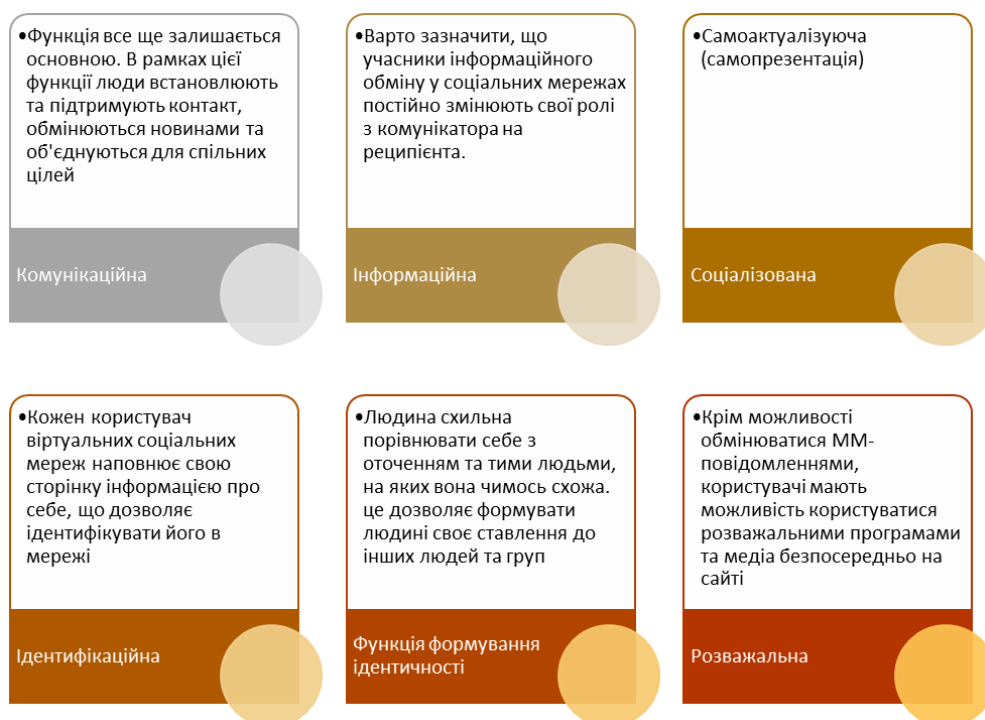 •Функція все ще залишається
основною. В рамках цієї
функції люди встановлюють
та підтримують контакт,
обмінюються новинами та
об'єднуються для спільних
цілей
Комунікаційна
•Варто зазначити, що
учасники інформаційного
обміну у соціальних мережах
постійно змінюють свої ролі
з комунікатора на
реципієнта.
Інформаційна
•Самоактуалізуюча
(самопрезентація)
Соціалізована
•Кожен користувач
віртуальних соціальних
мереж наповнює свою
сторінку інформацією про
себе, що дозволяє
ідентифікувати його в
мережі
Ідентифікаційна
•Людина схильна
порівнювати себе з
оточенням та тими людьми,
на яких вона чимось схожа.
це дозволяє формувати
людині своє ставлення до
інших людей та груп
Функція формування
ідентичності
•Крім можливості
обмінюватися ММ-
повідомленнями,
користувачі мають
можливість користуватися
розважальними програмами
та медіа безпосередньо на
сайті
Розважальна